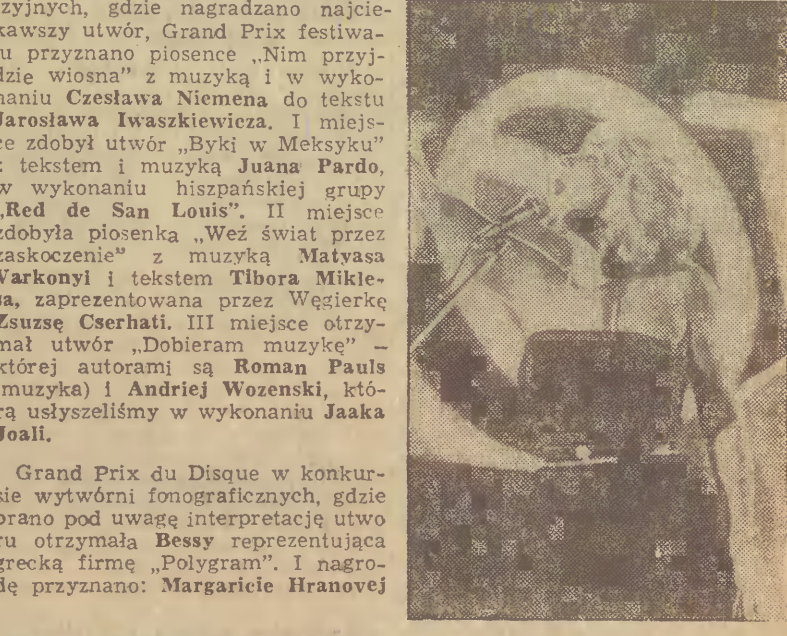 zyjnych, gdzie nagradzano najcie-
kawszy utwór, Grand Prix festiwa-
u przyznano piosence „Nim przyj-
dzie wiosna” z muzyką i w wyko-
naniu Czesława Niemena do tekstu
Jarosława Iwaszkiewicza. I miejs-
ce zdobył utwór „Byki w Meksyku”
z tekstem i muzyką Juana Pardo,
w wykonaniu hiszpańskiej grupy
„Red de San Louis”. II miejsce
zdobyła piosenką „Weź świat przez
zaskoczenie” z muzyką Matyasa
Varkonyi i tekstem Tibora Mikle-
sa, zaprezentowana przez Węgierkę
Zsuzsę Cserhati. III miejsce otrzy-
mał utwór „Dobieram muzykę” —
której autorami są Roman Pauls
(muzyka) i Andriej Wozenski, któ-
rą usłyszeliśmy w wykonaniu Jaaka
Joali.
Grand Prix du Disque w konkur-
sie wytwórni fonograficznych, gdzie
brano pod uwagę interpretację utwo
ru otrzymała Bessy reprezentująca
grecką firmę „Polygram”. I nagro-
dę przyznano: Margaricie Hranovej